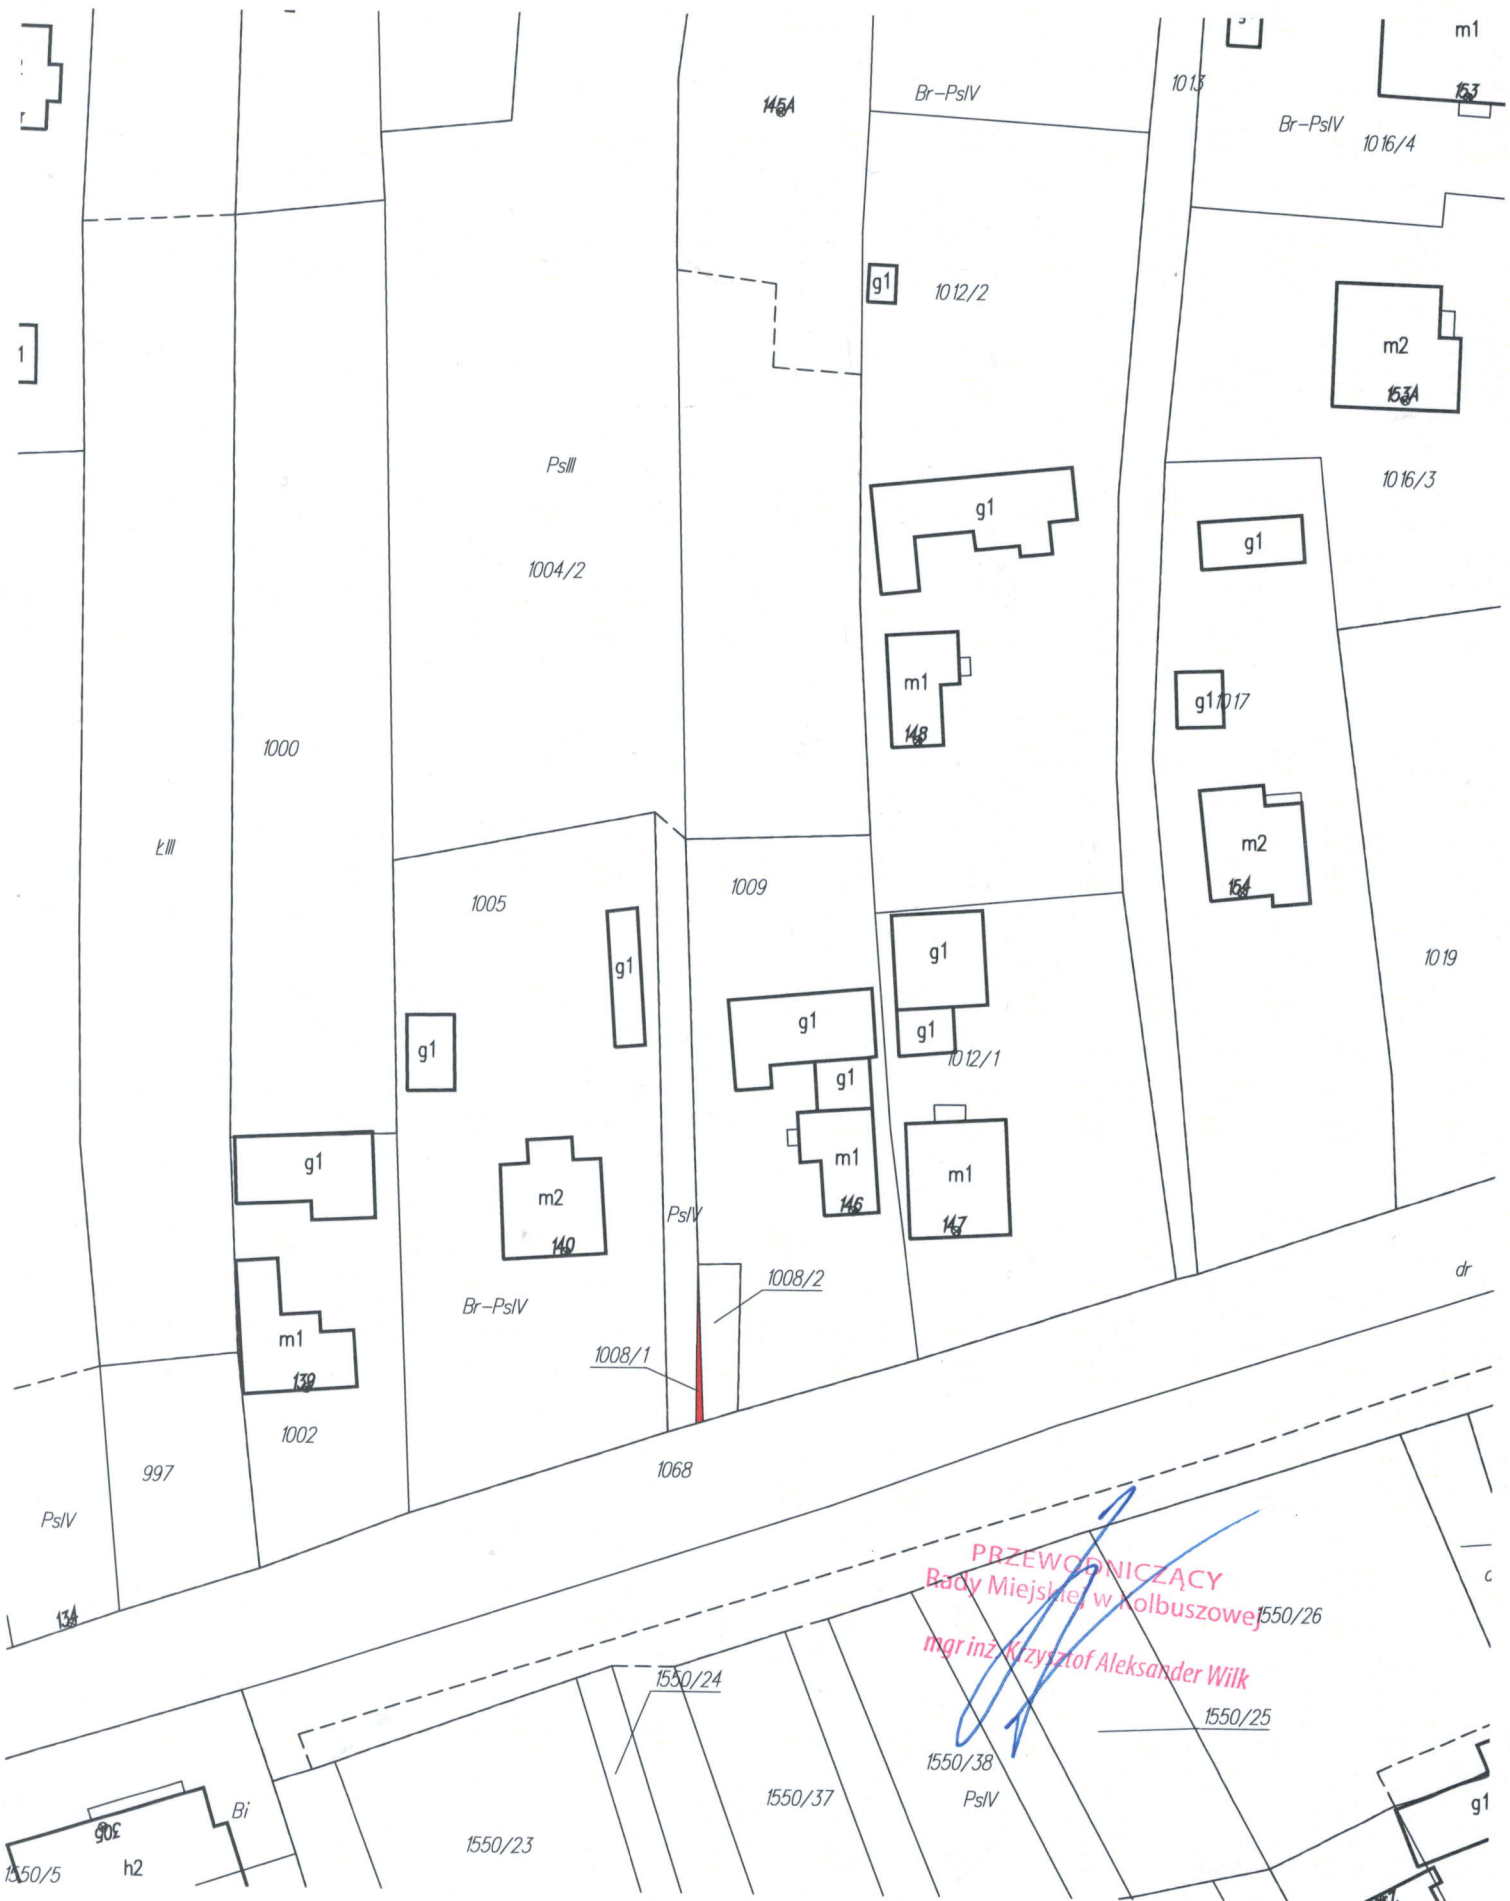 m1
1013
Br-PsIV
145A
153
Br-PsIV
1016/4
g1
1012/2
m2
153A
PsIII
1016/3
g1
g1
1004/2
m1
g1
1017
148
1000
ŁIII
m2
154
1009
1005
g1
1019
g1
g1
g1
g1
1012/1
g1
g1
m1
m1
m2
146
PsIV
147
140
1008/2
dr
Br-PsIV
m1
1008/1
139
1002
1068
997
PsIV
PRZEWODNICZĄCY
Rady Miejskiej w Kolbuszowej
1550/26
134
mgr inż. Krzysztof Aleksander Wilk
1550/24
1550/25
1550/38
1550/37
PsIV
g1
Bi
305
1550/23
h2
1550/5